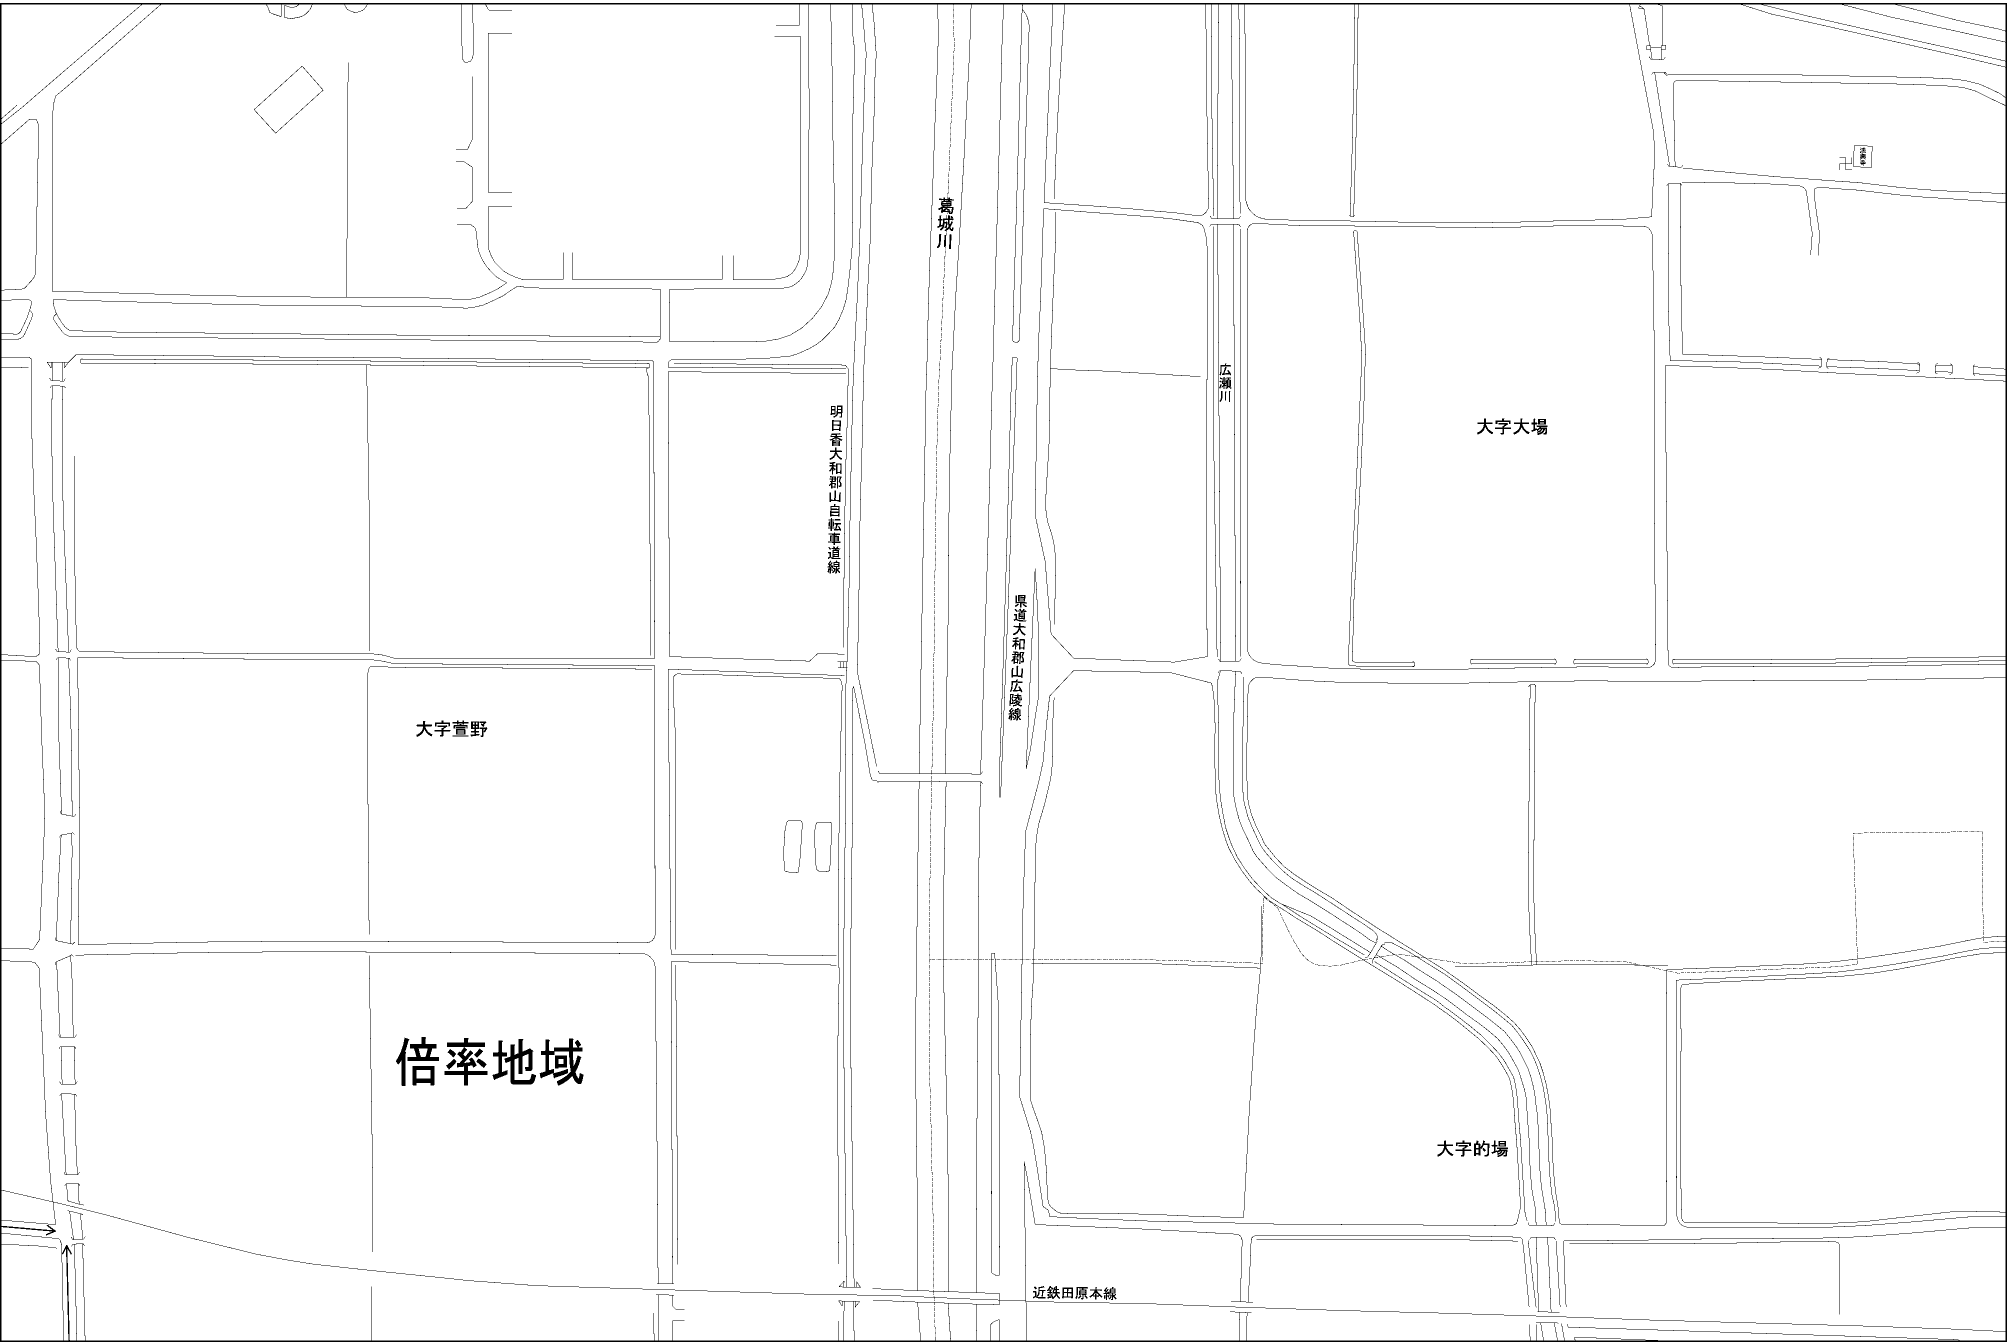 葛城川
広瀬川
大字大場
明日香大和郡山自転車道線
県道大和郡山広陵線
大字萱野
倍率地域
大字的場
近鉄田原本線